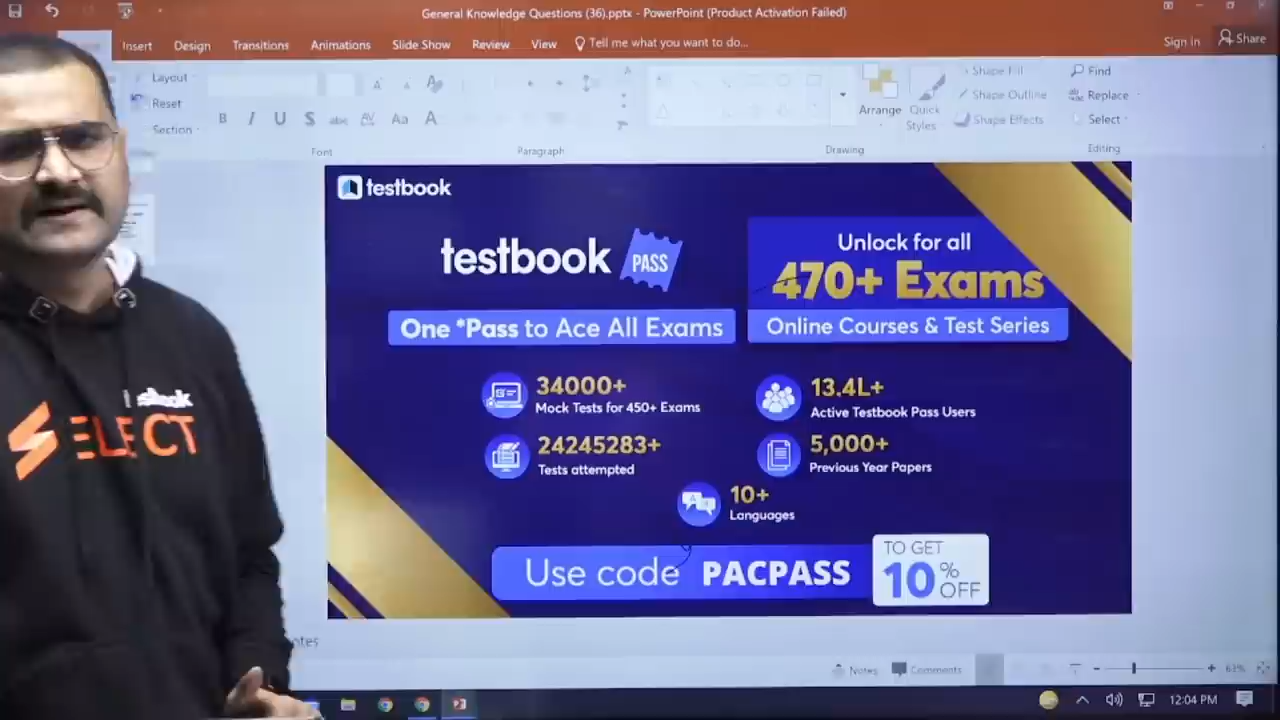 General Knowledge Questions (36).pptx - PowerPoint (Product Activation Failed)
Insert Design Transitions Animations Slide Show Review View Tell me what you want to do...
Sign in Share
Layout
Reset
Section
B I U S abc AV Aa A
Font Paragraph Drawing Editing
Arrange
Quick
Styles
Shape Fill
Shape Outline
Shape Effects
Find
Replace
Select
testbook
testbook PASS
One *Pass to Ace All Exams
Unlock for all
470+ Exams
Online Courses & Test Series
34000+
Mock Tests for 450+ Exams
13.4L+
Active Testbook Pass Users
24245283+
Tests attempted
5,000+
Previous Year Papers
10+
Languages
Use code PACPASS
TO GET
10% OFF
SELECT
Notes Comments 63%
12:04 PM